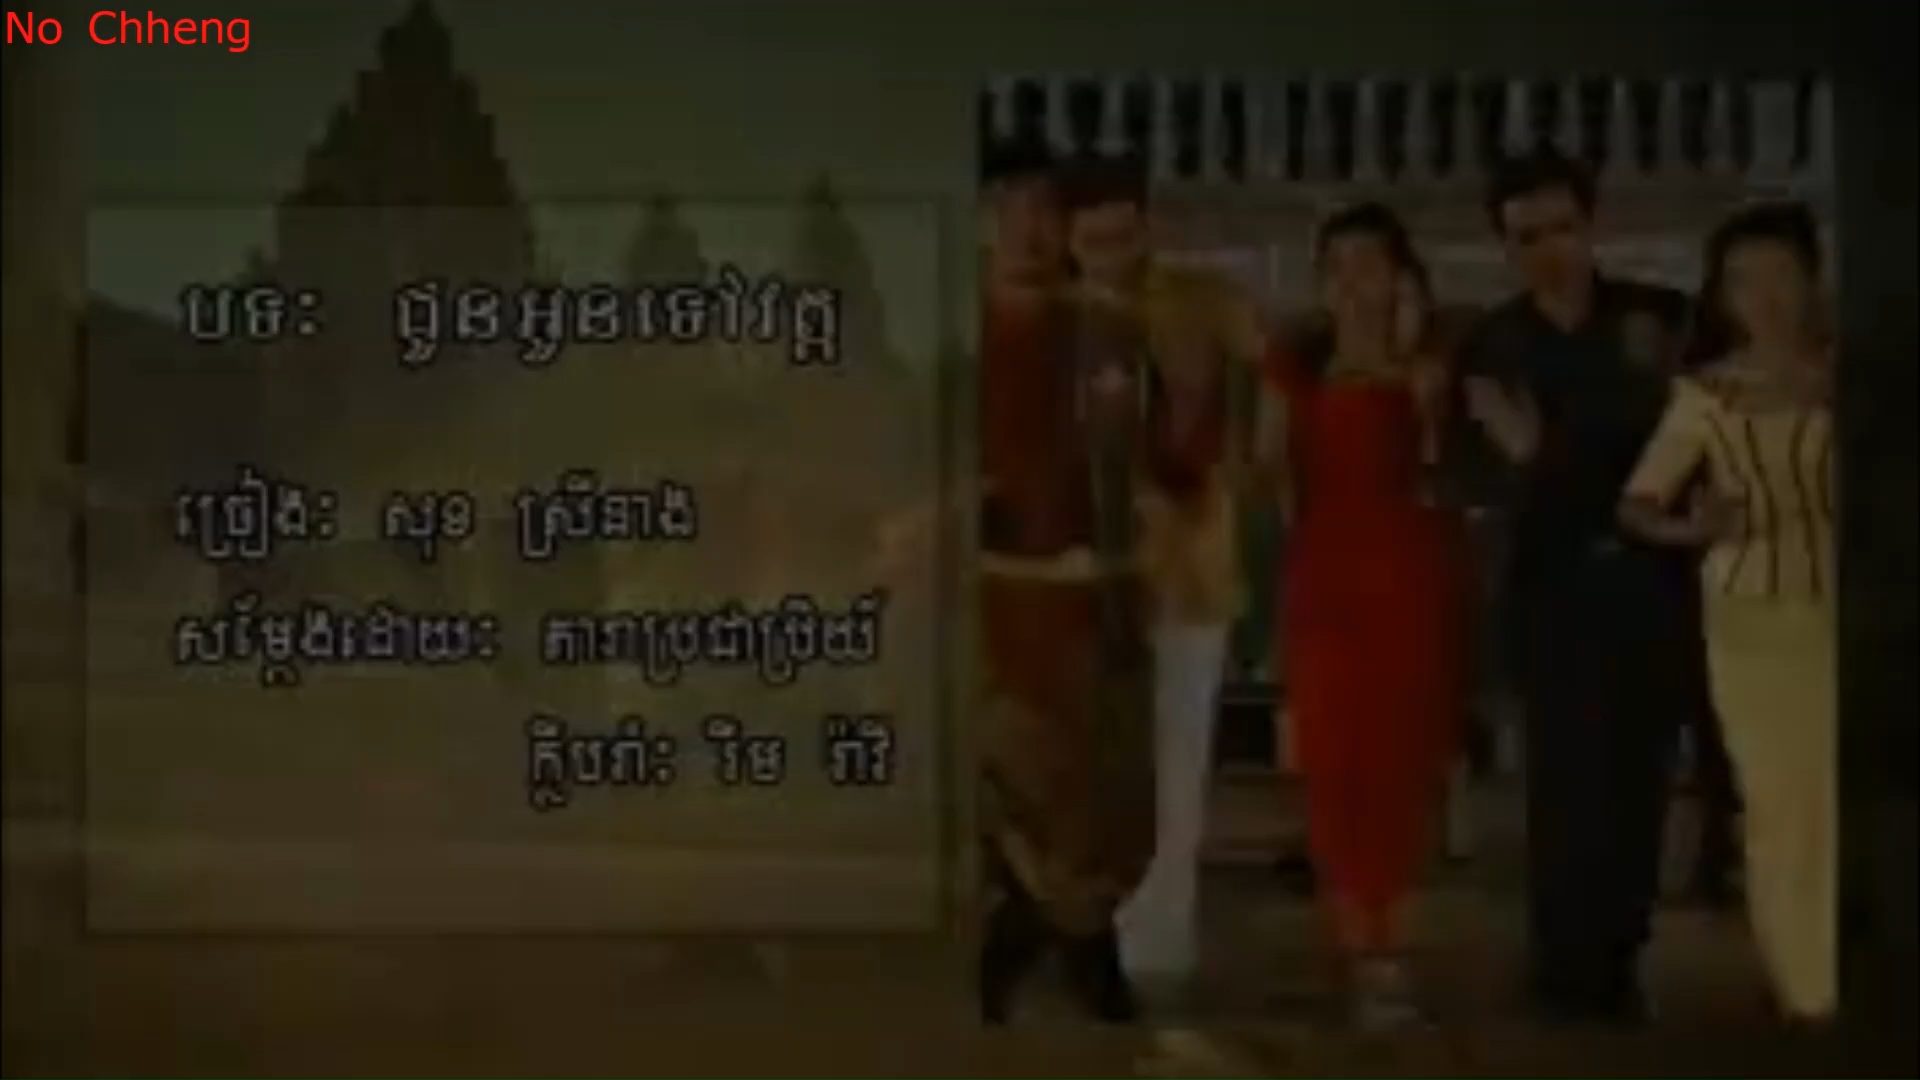 No Chheng
បទ: ជួនអូនទៅវត្ត
ច្រៀង: សុខ ស្រីនាង
សម្តែងដោយ: តារាប្រជាប្រិយ៍
ក្លឹបរាំ: រឹម រ៉ាវី